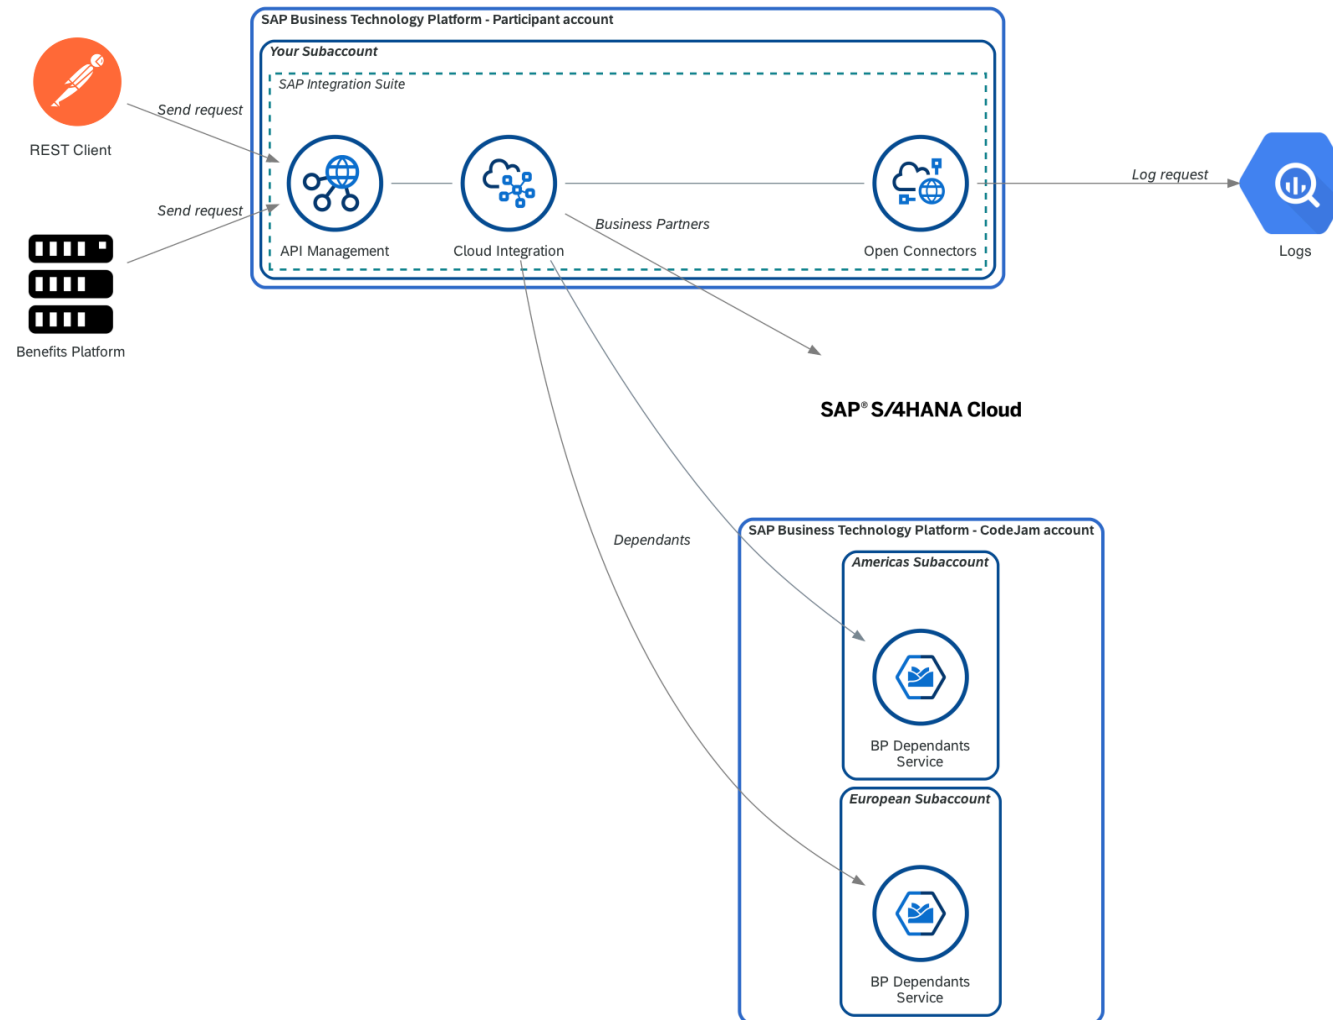 SAP Business Technology Platform - Participant account
Your Subaccount
SAP Integration Suite
Send request
REST Client
Send request
API Management
Cloud Integration
Business Partners
Open Connectors
Log request
Logs
Benefits Platform
SAP® S/4HANA Cloud
Dependants
SAP Business Technology Platform - CodeJam account
Americas Subaccount
BP Dependants
Service
European Subaccount
BP Dependants
Service